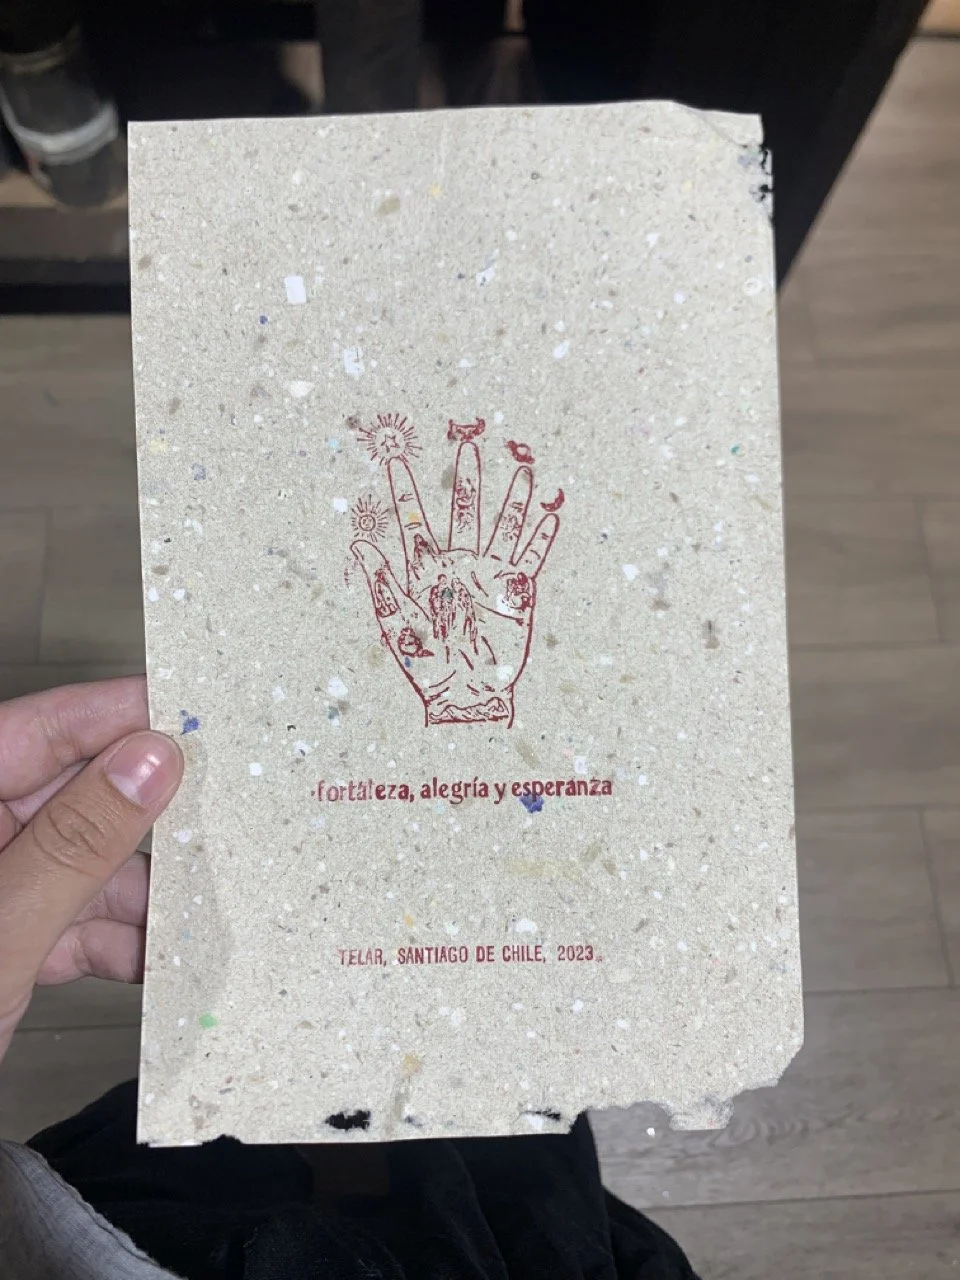 fortaleza, alegría y esperanza
TELAR, SANTIAGO DE CHILE, 2023.